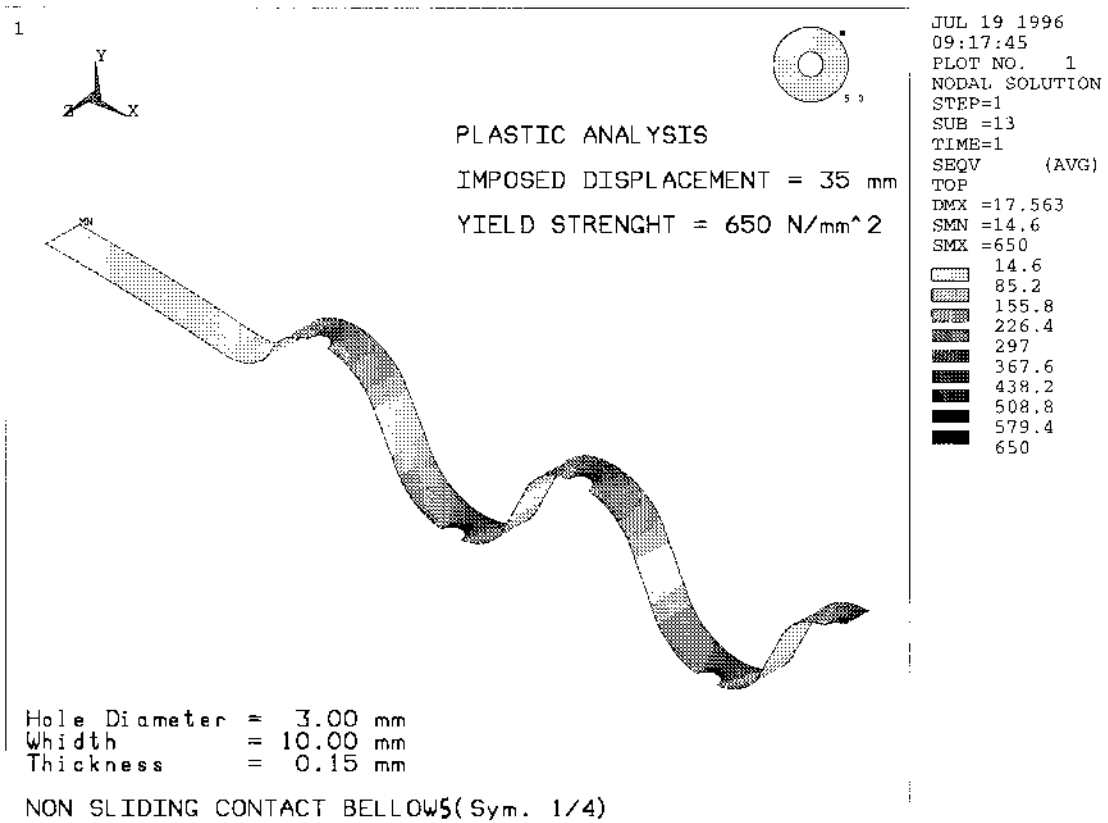 1
Y
Z
X
5 0
PLASTIC ANALYSIS
IMPOSED DISPLACEMENT = 35 mm
YIELD STRENGHT = 650 N/mm^2
MN
Hole Diameter = 3.00 mm
Whidth = 10.00 mm
Thickness = 0.15 mm
NON SLIDING CONTACT BELLOWS(Sym. 1/4)
JUL 19 1996
09:17:45
PLOT NO. 1
NODAL SOLUTION
STEP=1
SUB =13
TIME=1
SEQV (AVG)
TOP
DMX =17.563
SMN =14.6
SMX =650
14.6
85.2
155.8
226.4
297
367.6
438.2
508.8
579.4
650